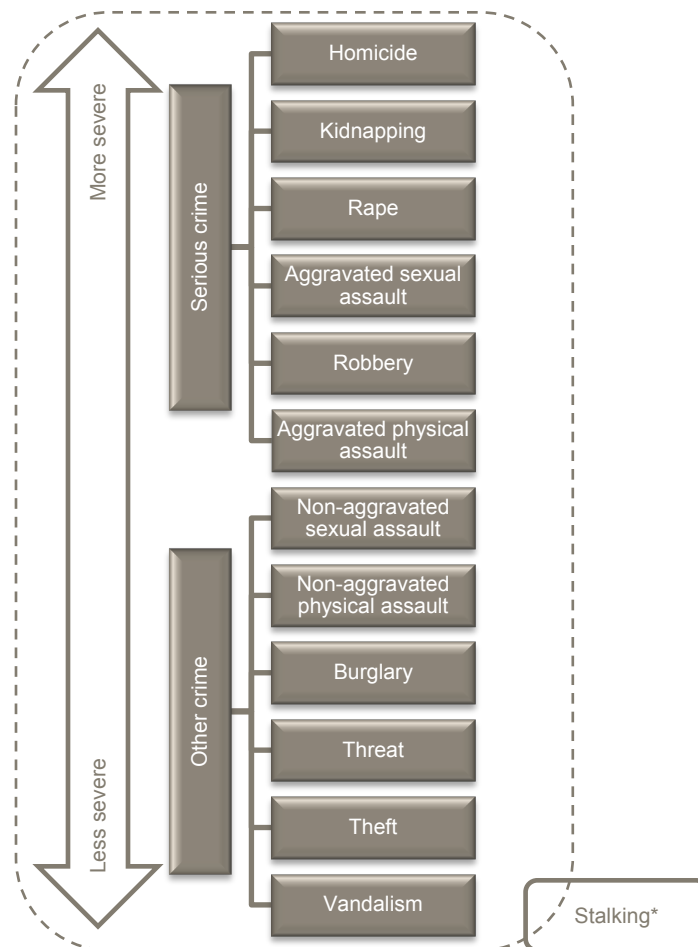 More severe
Less severe
Serious crime
Homicide
Kidnapping
Rape
Aggravated sexual
assault
Robbery
Aggravated physical
assault
Other crime
Non-aggravated
sexual assault
Non-aggravated
physical assault
Burglary
Threat
Theft
Vandalism
Stalking*